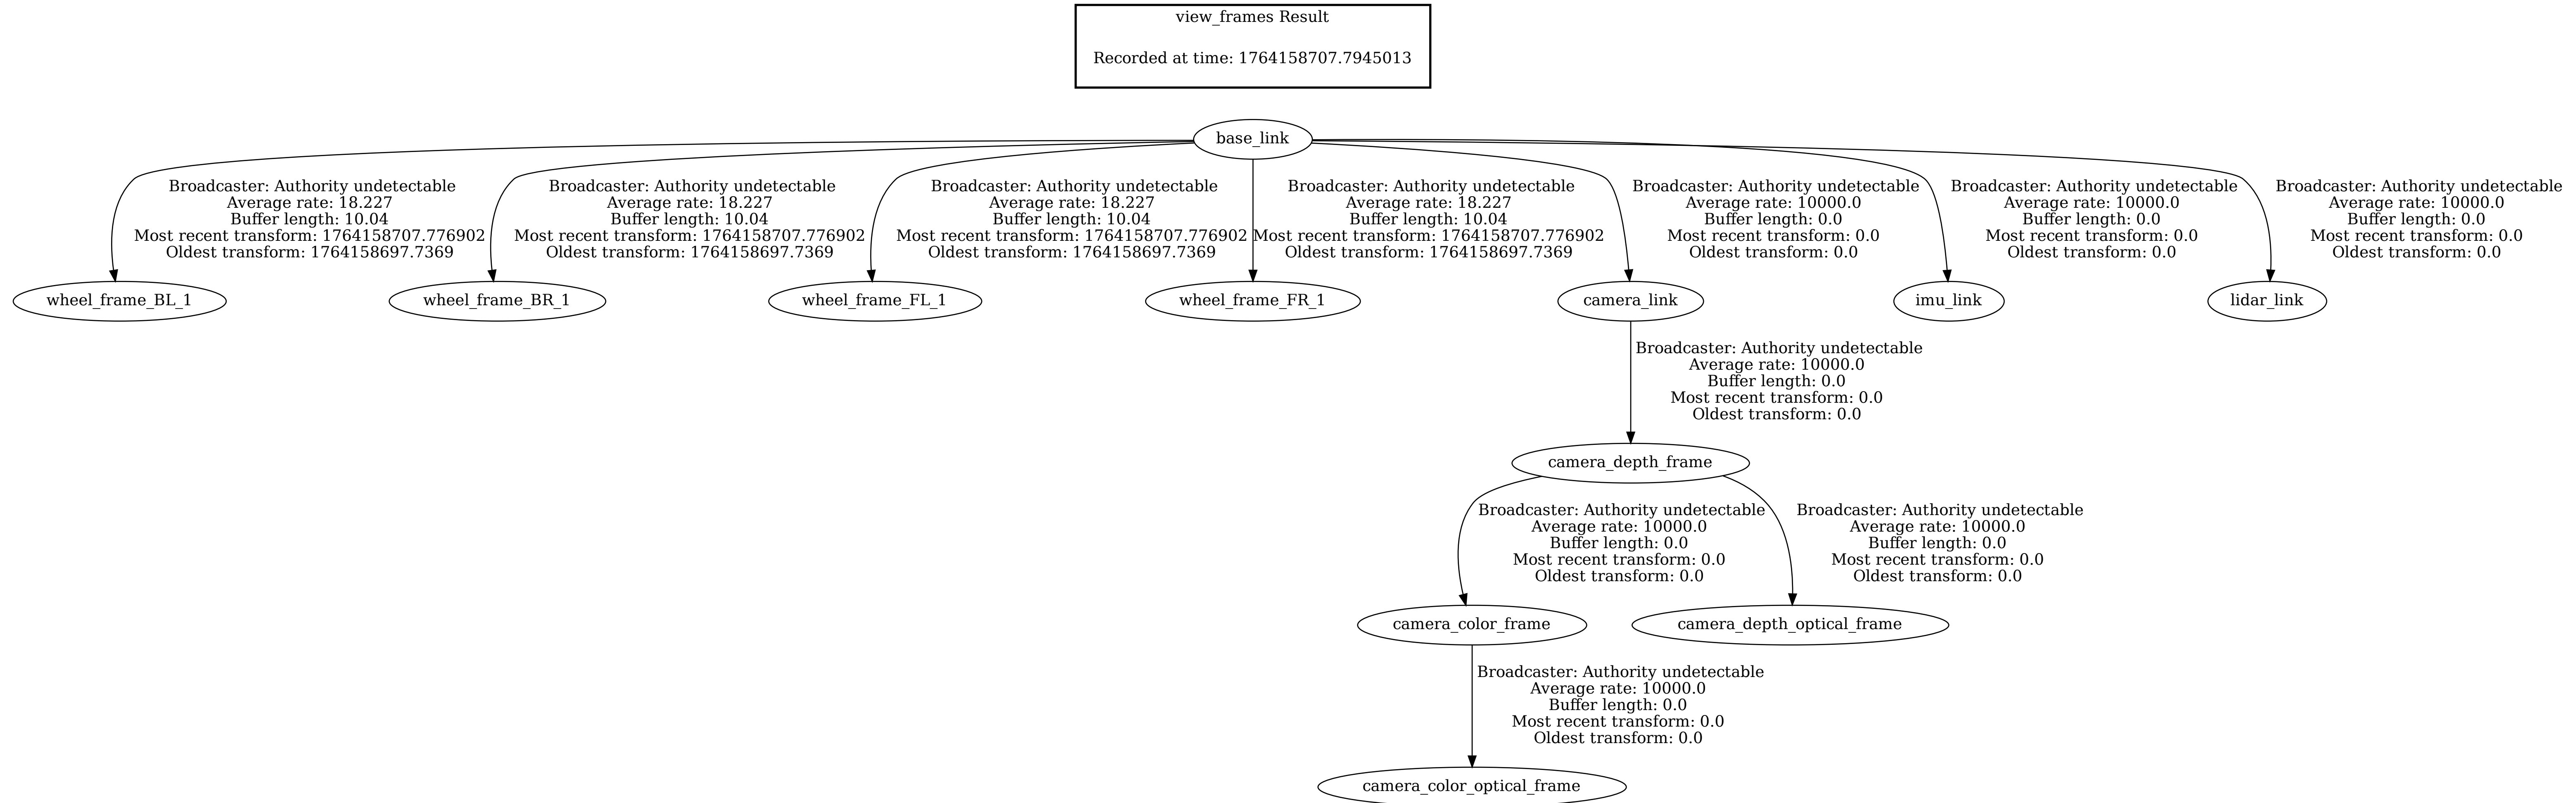 view_frames Result
Recorded at time: 1764158707.7945013
base_link
Broadcaster: Authority undetectable
Average rate: 18.227
Buffer length: 10.04
Most recent transform: 1764158707.776902
Oldest transform: 1764158697.7369
Broadcaster: Authority undetectable
Average rate: 18.227
Buffer length: 10.04
Most recent transform: 1764158707.776902
Oldest transform: 1764158697.7369
Broadcaster: Authority undetectable
Average rate: 18.227
Buffer length: 10.04
Most recent transform: 1764158707.776902
Oldest transform: 1764158697.7369
Broadcaster: Authority undetectable
Average rate: 18.227
Buffer length: 10.04
Most recent transform: 1764158707.776902
Oldest transform: 1764158697.7369
Broadcaster: Authority undetectable
Average rate: 10000.0
Buffer length: 0.0
Most recent transform: 0.0
Oldest transform: 0.0
Broadcaster: Authority undetectable
Average rate: 10000.0
Buffer length: 0.0
Most recent transform: 0.0
Oldest transform: 0.0
Broadcaster: Authority undetectable
Average rate: 10000.0
Buffer length: 0.0
Most recent transform: 0.0
Oldest transform: 0.0
wheel_frame_BL_1
wheel_frame_BR_1
wheel_frame_FL_1
wheel_frame_FR_1
camera_link
imu_link
lidar_link
Broadcaster: Authority undetectable
Average rate: 10000.0
Buffer length: 0.0
Most recent transform: 0.0
Oldest transform: 0.0
camera_depth_frame
Broadcaster: Authority undetectable
Average rate: 10000.0
Buffer length: 0.0
Most recent transform: 0.0
Oldest transform: 0.0
Broadcaster: Authority undetectable
Average rate: 10000.0
Buffer length: 0.0
Most recent transform: 0.0
Oldest transform: 0.0
camera_color_frame
camera_depth_optical_frame
Broadcaster: Authority undetectable
Average rate: 10000.0
Buffer length: 0.0
Most recent transform: 0.0
Oldest transform: 0.0
camera_color_optical_frame